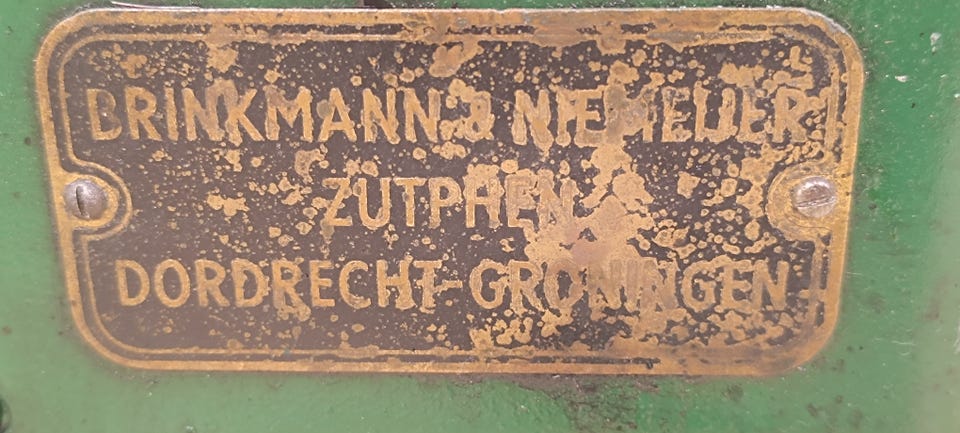 BRINKMANN & NIEMEIJER
ZUTPHEN
DORDRECHT-GRONINGEN